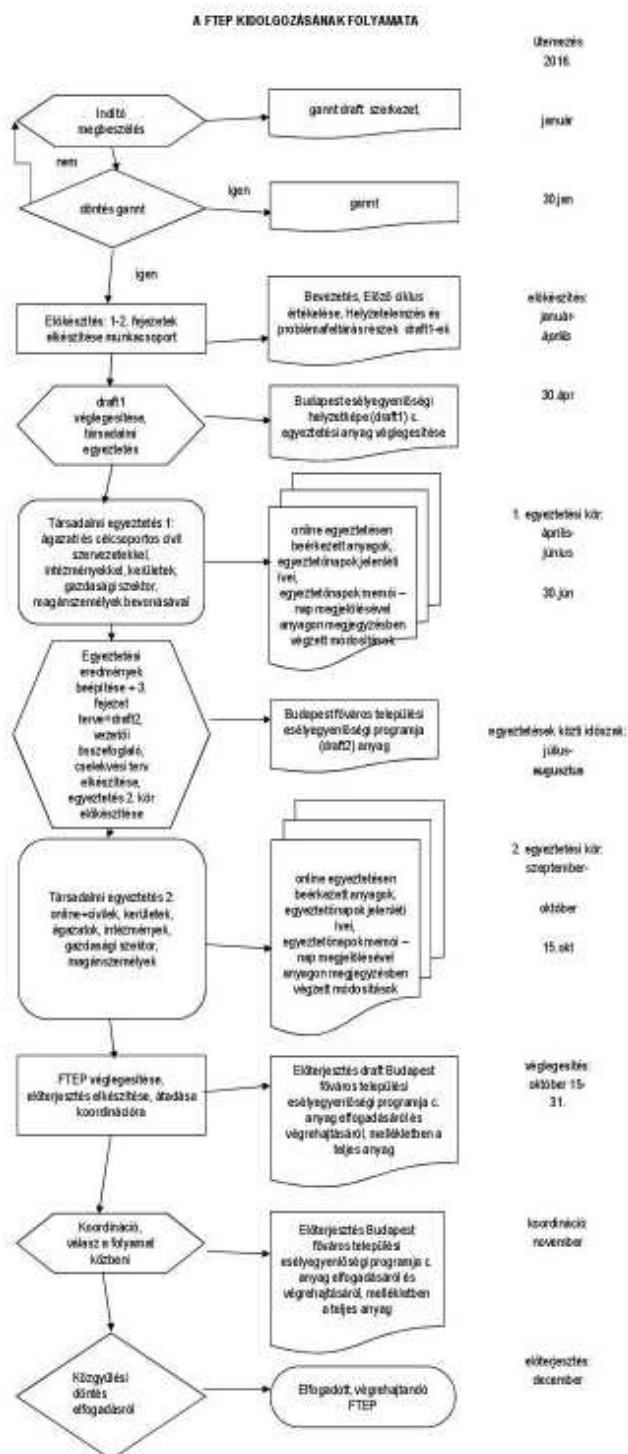 A FTEP KIDOLGOZÁSÁNAK FOLYAMATA
ütemezés
2016.
Indító
megbeszélés
gannt draft szerkezet,
január
nem
döntés gannt
igen
gannt
30.jan
igen
Előkészítés: 1-2. fejezetek
elkészítése munkacsoport
Bevezetés, Előző ciklus
értékelése, Helyzetelemzés és
problémafeltárás részek draft1-ek
előkészítés:
január-
április
draft1
véglegesítése,
társadalmi
egyeztetés
Budapest esélyegyenlőségi
helyzetképe (draft1) c.
egyeztetési anyag véglegesítése
30.ápr
Társadalmi egyeztetés 1:
ágazati és célcsoportos civil
szervezetekkel,
intézményekkel, kerületek,
gazdasági szektor,
magánszemélyek bevonásával
online egyeztetésen
beérkezett anyagok,
egyeztetőnapok jelenléti
ívei,
egyeztetőnapok memói –
nap megjelölésével
anyagon megjegyzésben
végzett módosítások
1. egyeztetési kör:
április-
június
30.jún
Egyeztetési
eredmények
beépítése + 3.
fejezet
terve=draft2,
vezetői
összefoglaló,
cselekvési terv
elkészítése,
egyeztetés 2. kör
előkészítése
Budapest főváros települési
esélyegyenlőségi programja
(draft2) anyag
egyeztetések közti időszak:
július-
augusztus
Társadalmi egyeztetés 2:
online+civilek, kerületek,
ágazatok, intézmények,
gazdasági szektor,
magánszemélyek
online egyeztetésen
beérkezett anyagok,
egyeztetőnapok jelenléti
ívei,
egyeztetőnapok memói –
nap megjelölésével
anyagon megjegyzésben
végzett módosítások
2. egyeztetési kör:
szeptember-
október
15.okt
FTEP véglegesítése,
előterjesztés elkészítése, átadása
koordinációra
Előterjesztés draft Budapest
főváros települési
esélyegyenlőségi programja c.
anyag elfogadásáról és
végrehajtásáról, mellékletben a
teljes anyag
véglegesítés:
október 15-
31.
Koordináció,
válasz a folyamat
közbeni
Előterjesztés Budapest
főváros települési
esélyegyenlőségi programja c.
anyag elfogadásáról és
végrehajtásáról, mellékletben
a teljes anyag
koordináció:
november
Közgyűlési
döntés
elfogadásról
Elfogadott, végrehajtandó
FTEP
előterjesztés:
december